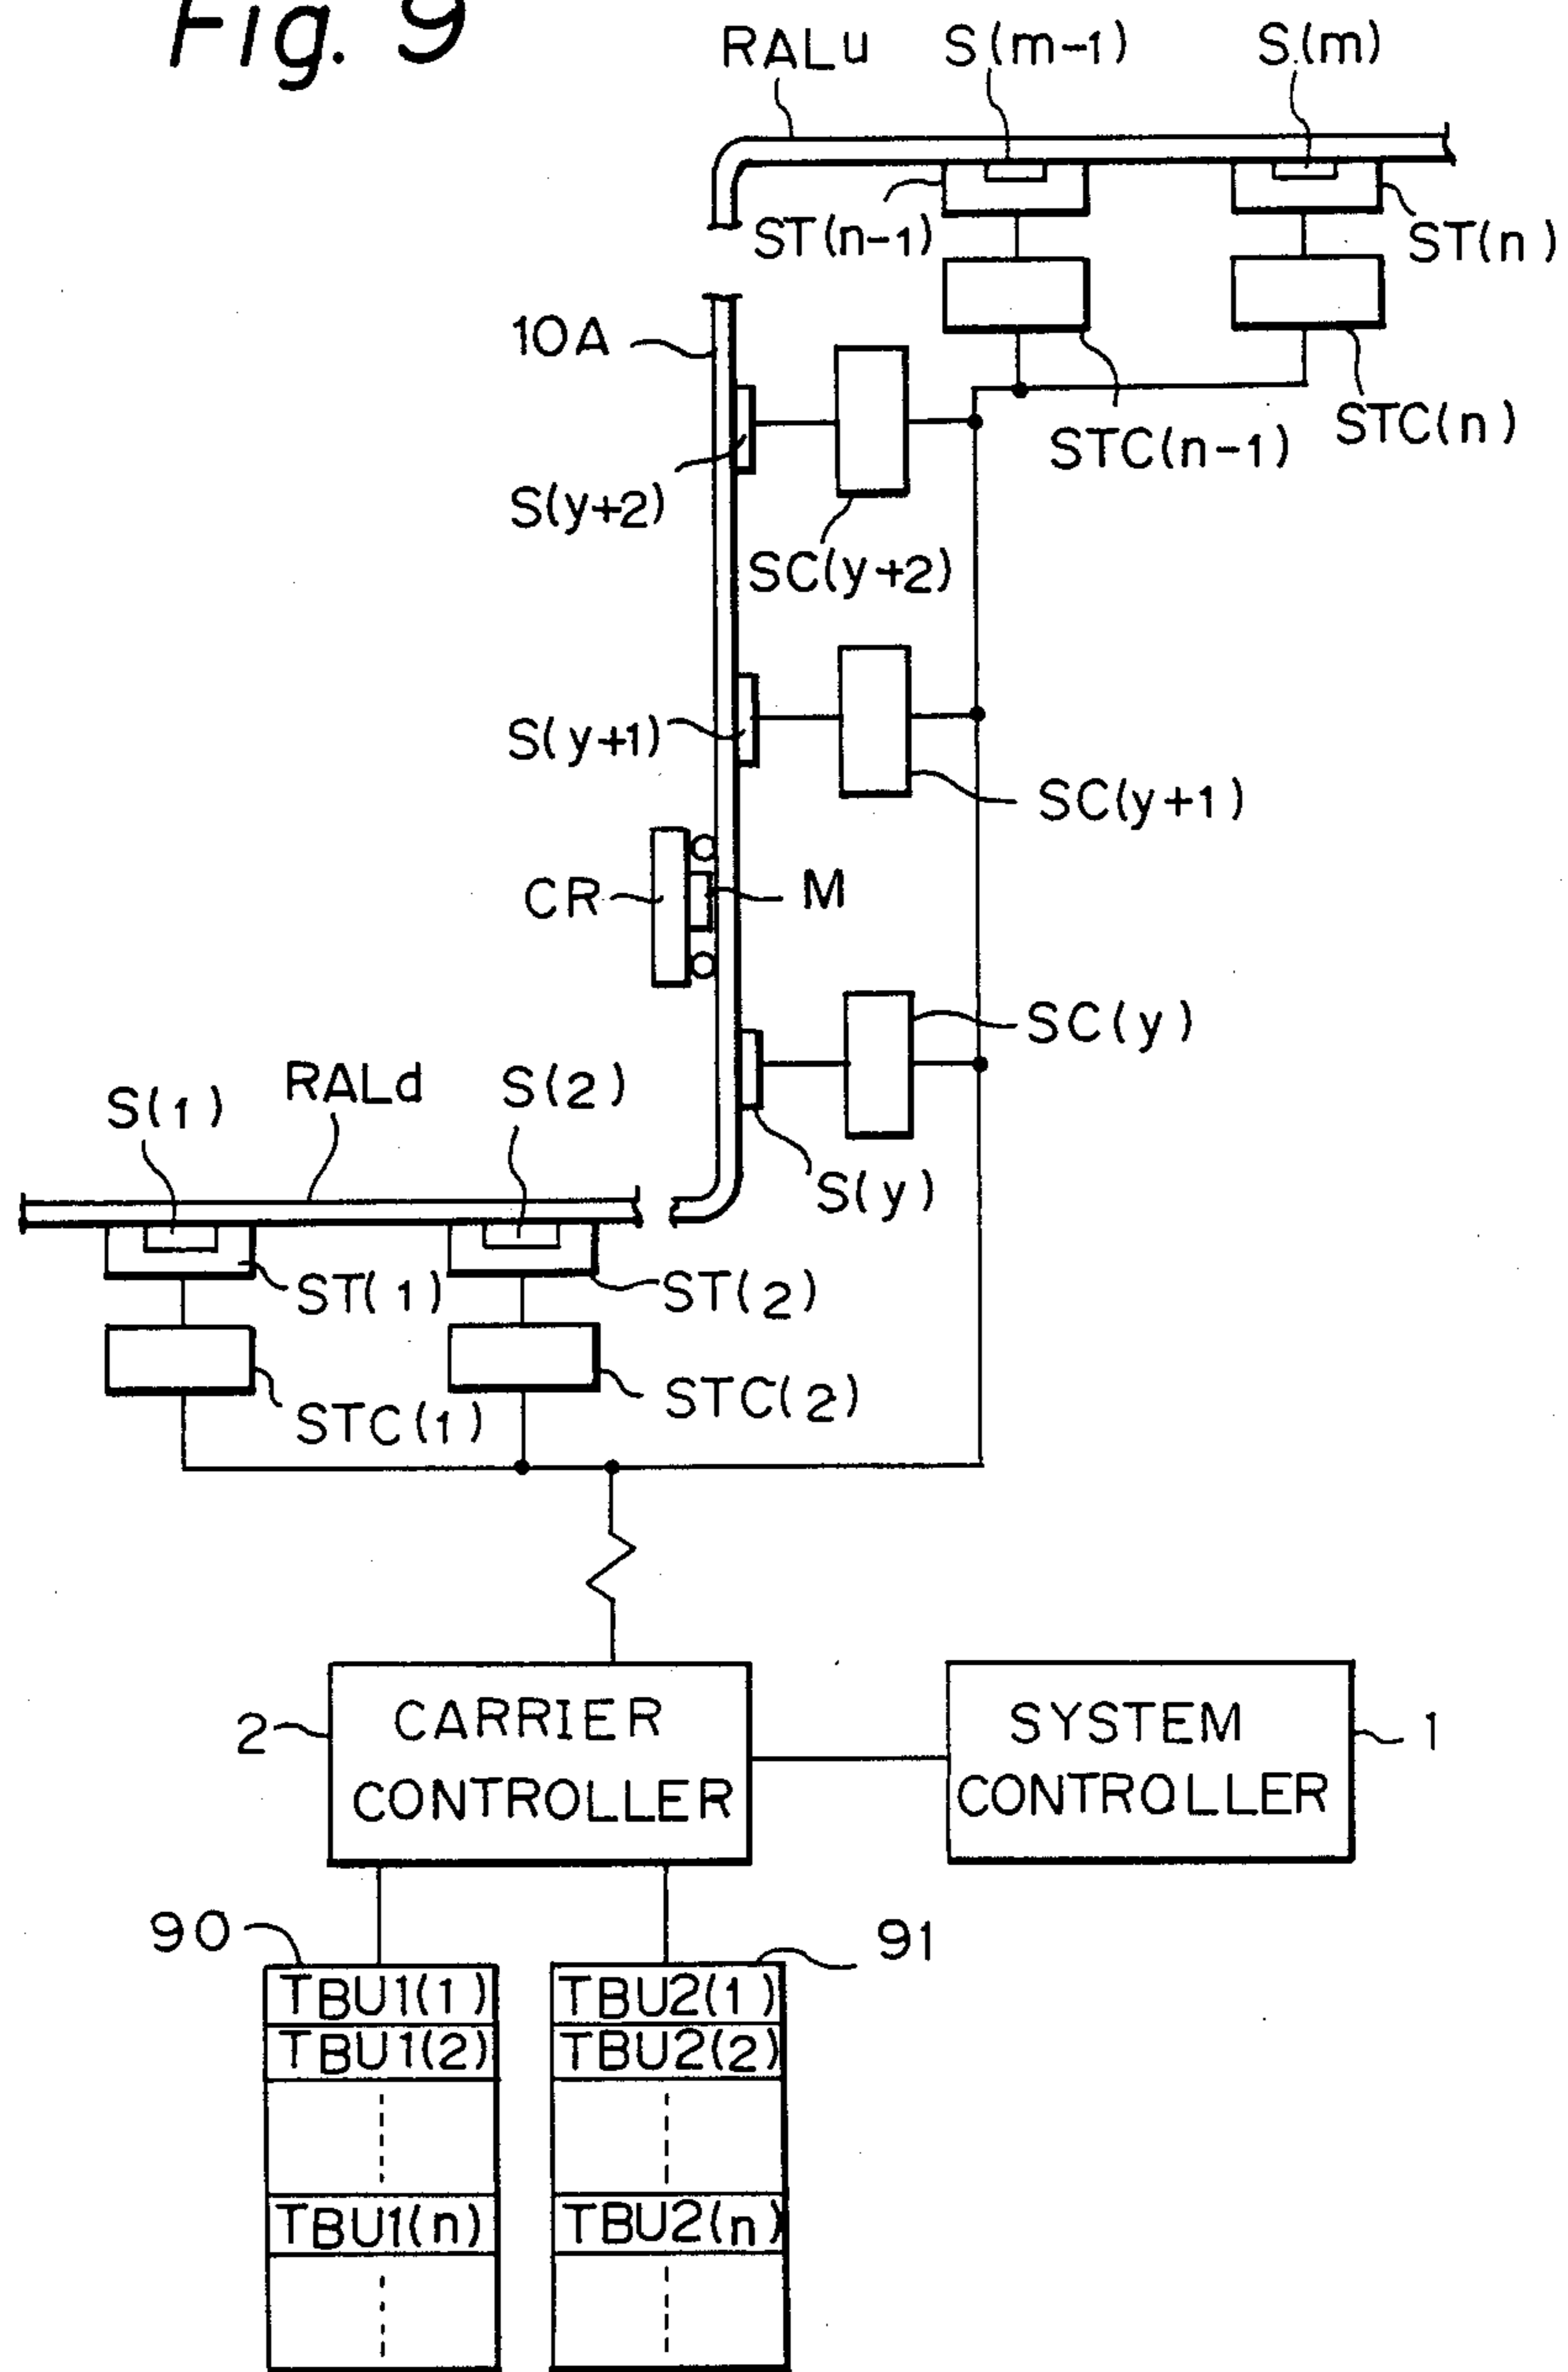 Fig. 9
RALu
S(m-1)
S(m)
ST(n-1)
ST(n)
10A
STC(n-1)
STC(n)
S(y+2)
SC(y+2)
S(y+1)
SC(y+1)
CR
M
SC(y)
S(1)
RALd
S(2)
S(y)
ST(1)
ST(2)
STC(1)
STC(2)
2
CARRIER
CONTROLLER
SYSTEM
CONTROLLER
1
90
91
TBU1(1)
TBU2(1)
TBU1(2)
TBU2(2)
TBU1(n)
TBU2(n)